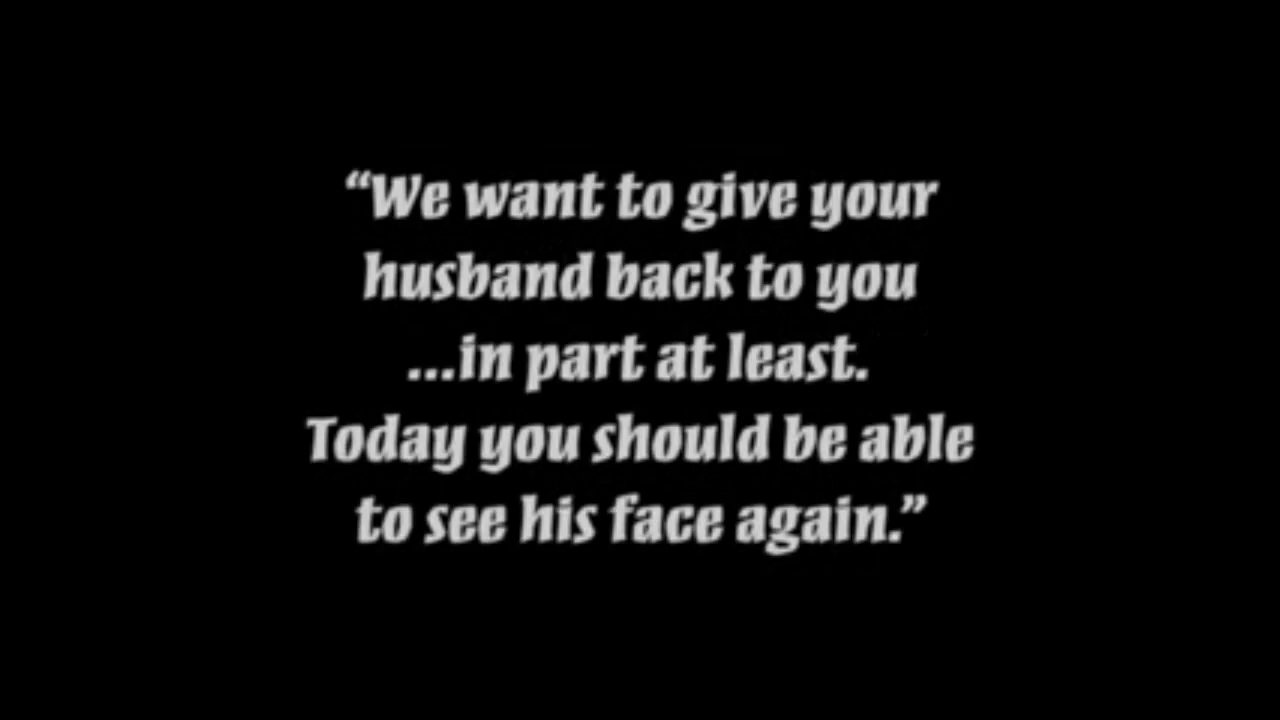 “We want to give your
husband back to you
...in part at least.
Today you should be able
to see his face again.”